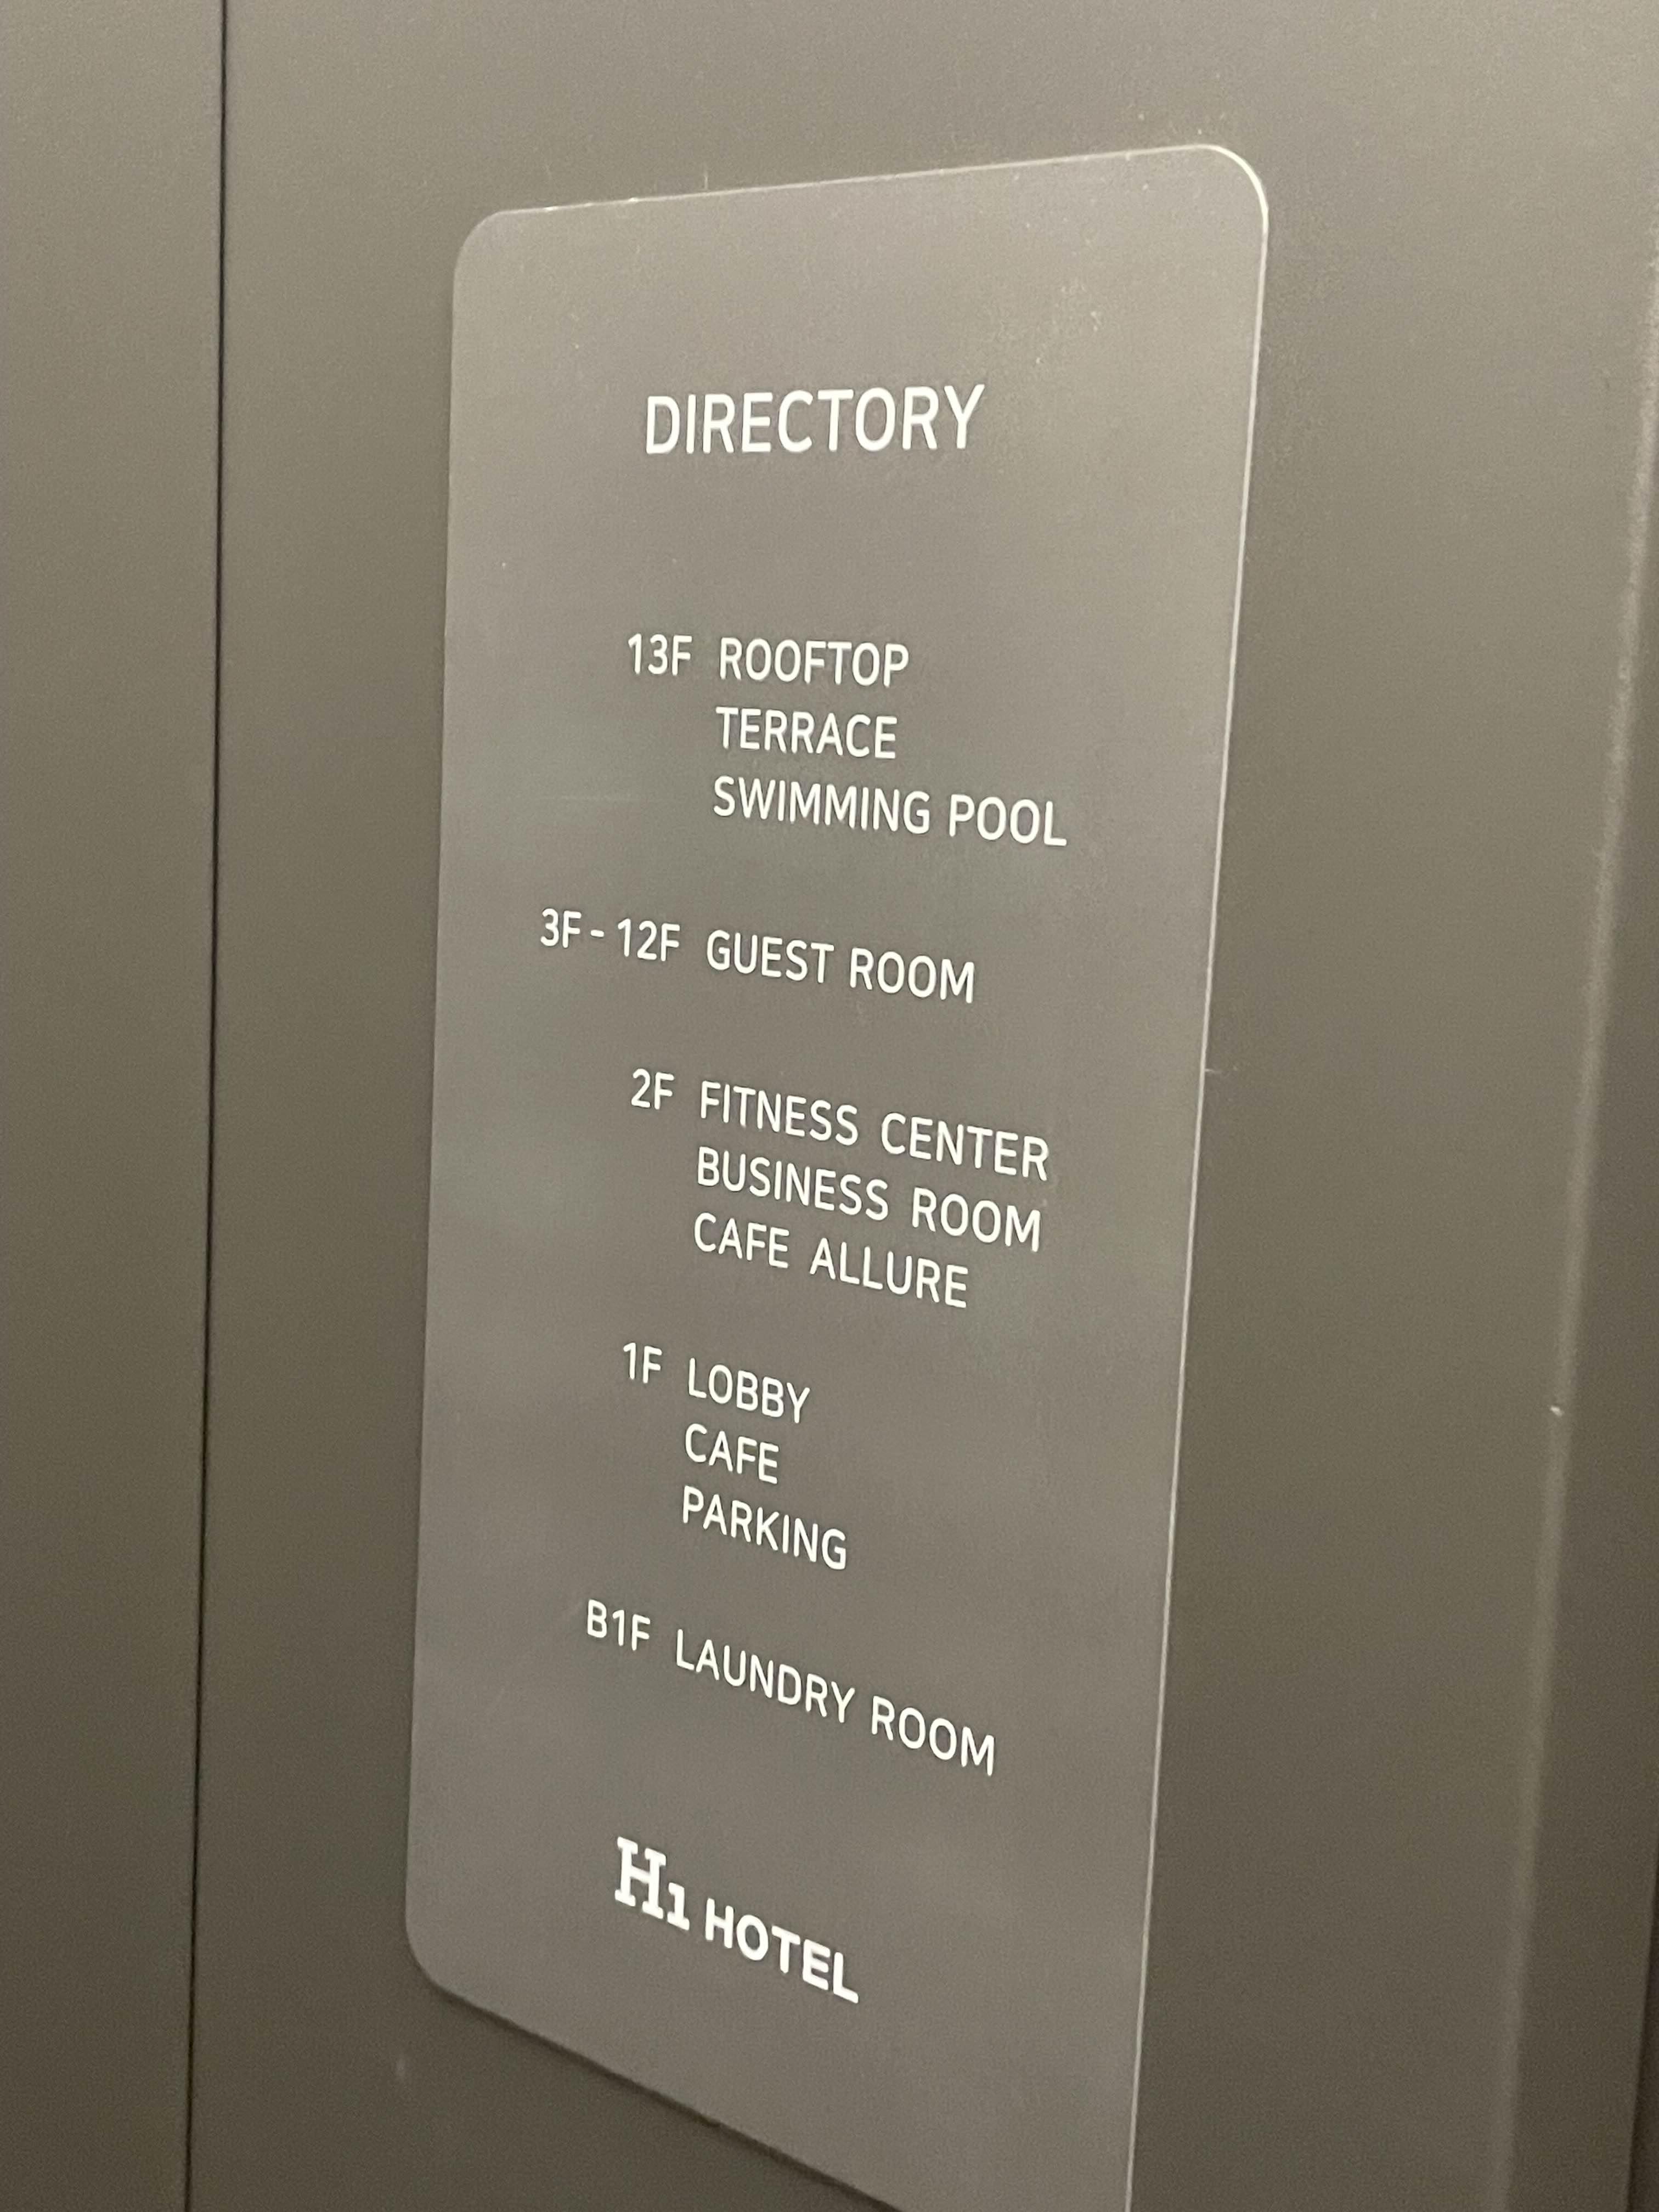 DIRECTORY
13F ROOFTOP
TERRACE
SWIMMING POOL
3F - 12F GUEST ROOM
2F FITNESS CENTER
BUSINESS ROOM
CAFE ALLURE
1F LOBBY
CAFE
PARKING
B1F LAUNDRY ROOM
H1 HOTEL